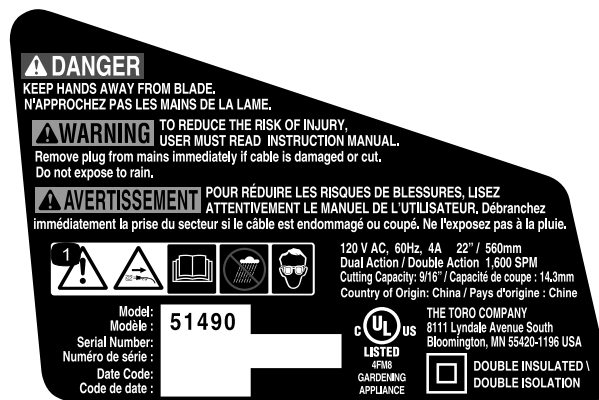 DANGER
KEEP HANDS AWAY FROM BLADE.
N'APPROCHEZ PAS LES MAINS DE LA LAME.
WARNING TO REDUCE THE RISK OF INJURY,
USER MUST READ INSTRUCTION MANUAL.
Remove plug from mains immediately if cable is damaged or cut.
Do not expose to rain.
AVERTISSEMENT POUR RÉDUIRE LES RISQUES DE BLESSURES, LISEZ
ATTENTIVEMENT LE MANUEL DE L'UTILISATEUR. Débranchez
immédiatement la prise du secteur si le câble est endommagé ou coupé. Ne l'exposez pas à la pluie.
1
120 V AC, 60Hz, 4A 22" / 560mm
Dual Action / Double Action 1,600 SPM
Cutting Capacity: 9/16" / Capacité de coupe : 14.3mm
Country of Origin: China / Pays d'origine : Chine
Model:
Modèle :
51490
Serial Number:
Numéro de série :
Date Code:
Code de date :
C UL US
LISTED
4FM8
GARDENING
APPLIANCE
THE TORO COMPANY
8111 Lyndale Avenue South
Bloomington, MN 55420-1196 USA
DOUBLE INSULATED \
DOUBLE ISOLATION